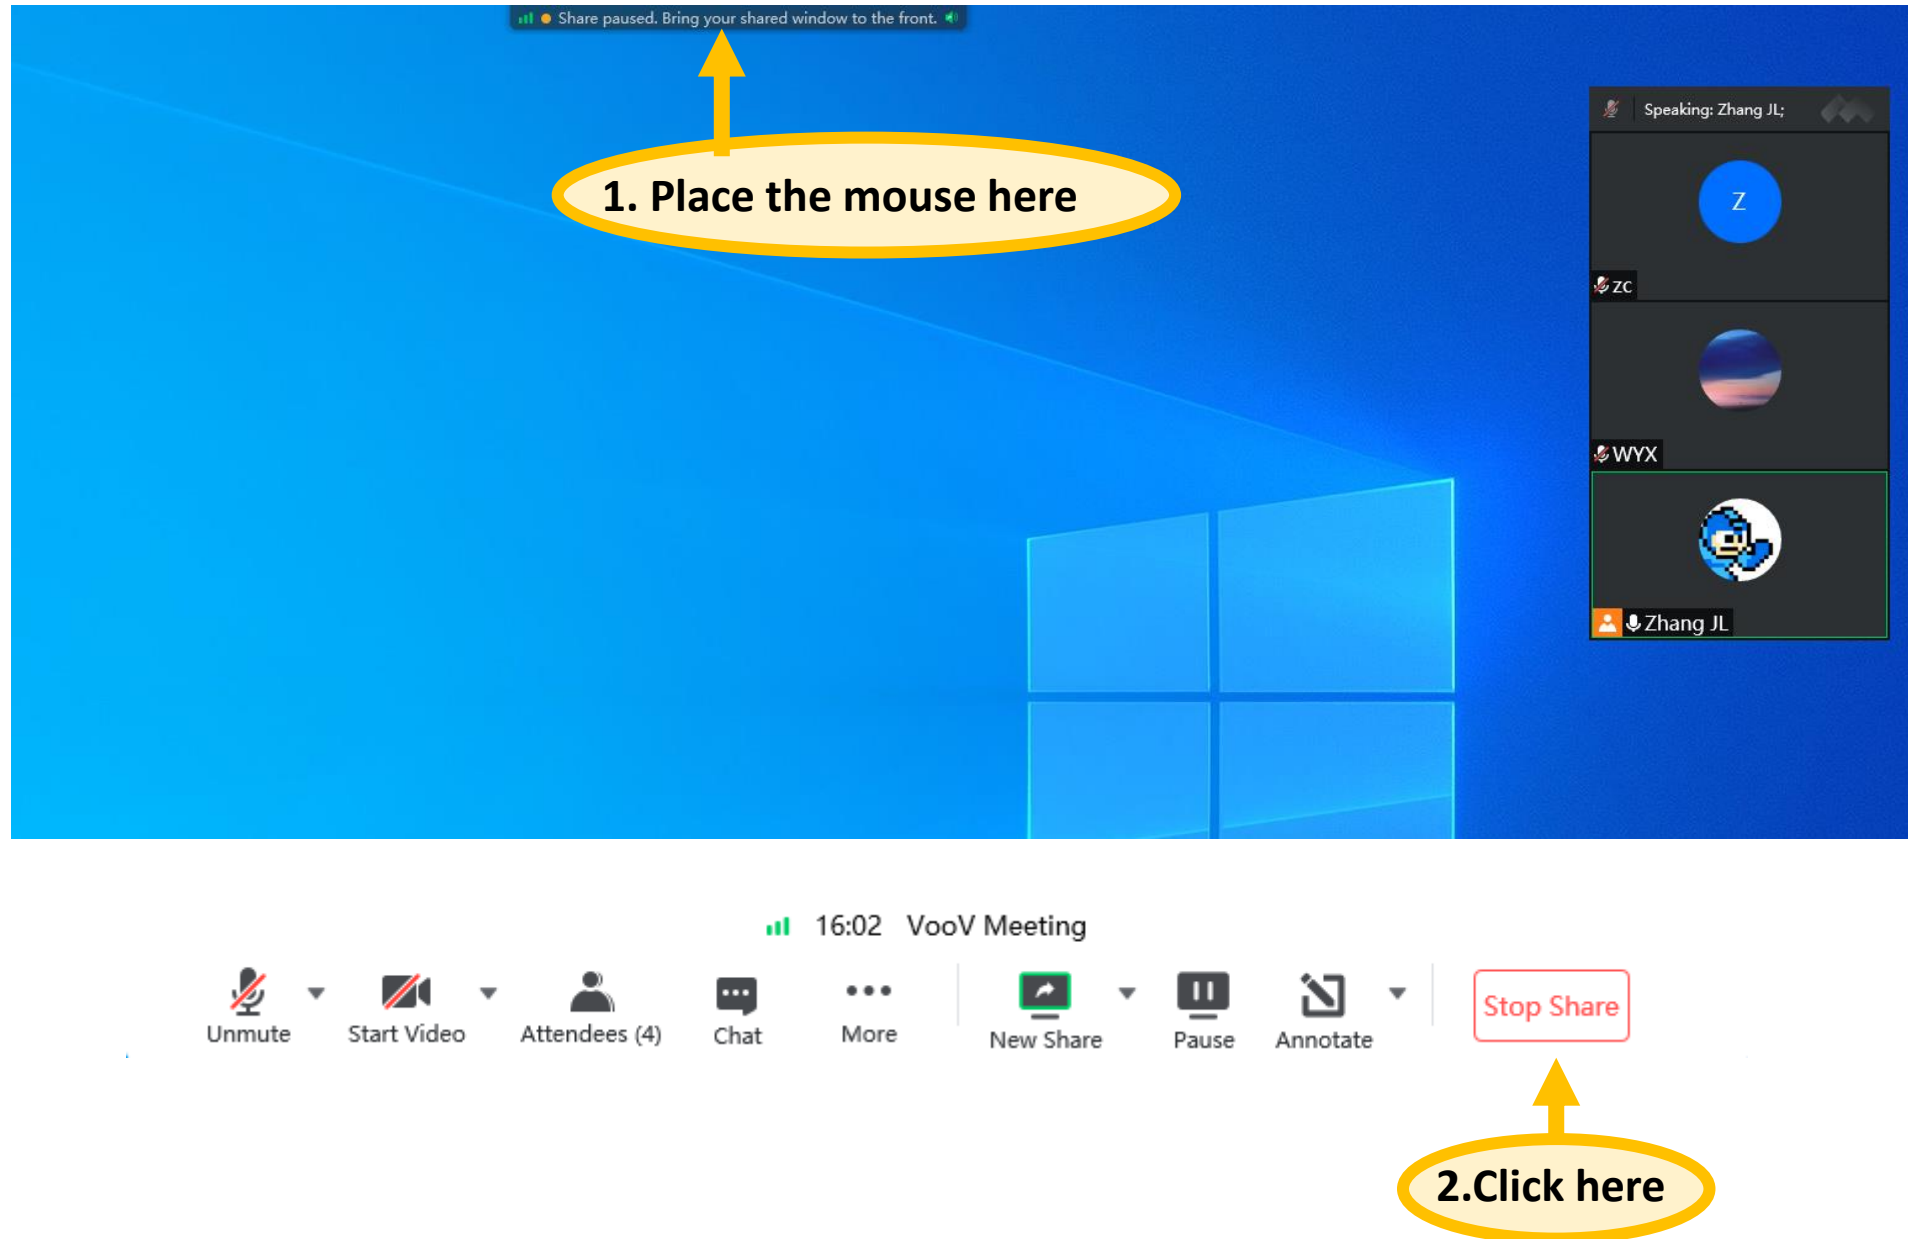 Share paused. Bring your shared window to the front.
1. Place the mouse here
Speaking: Zhang JL;
Z
ZC
WYX
Zhang JL
16:02 VooV Meeting
Unmute
Start Video
Attendees (4)
Chat
More
New Share
Pause
Annotate
Stop Share
2.Click here